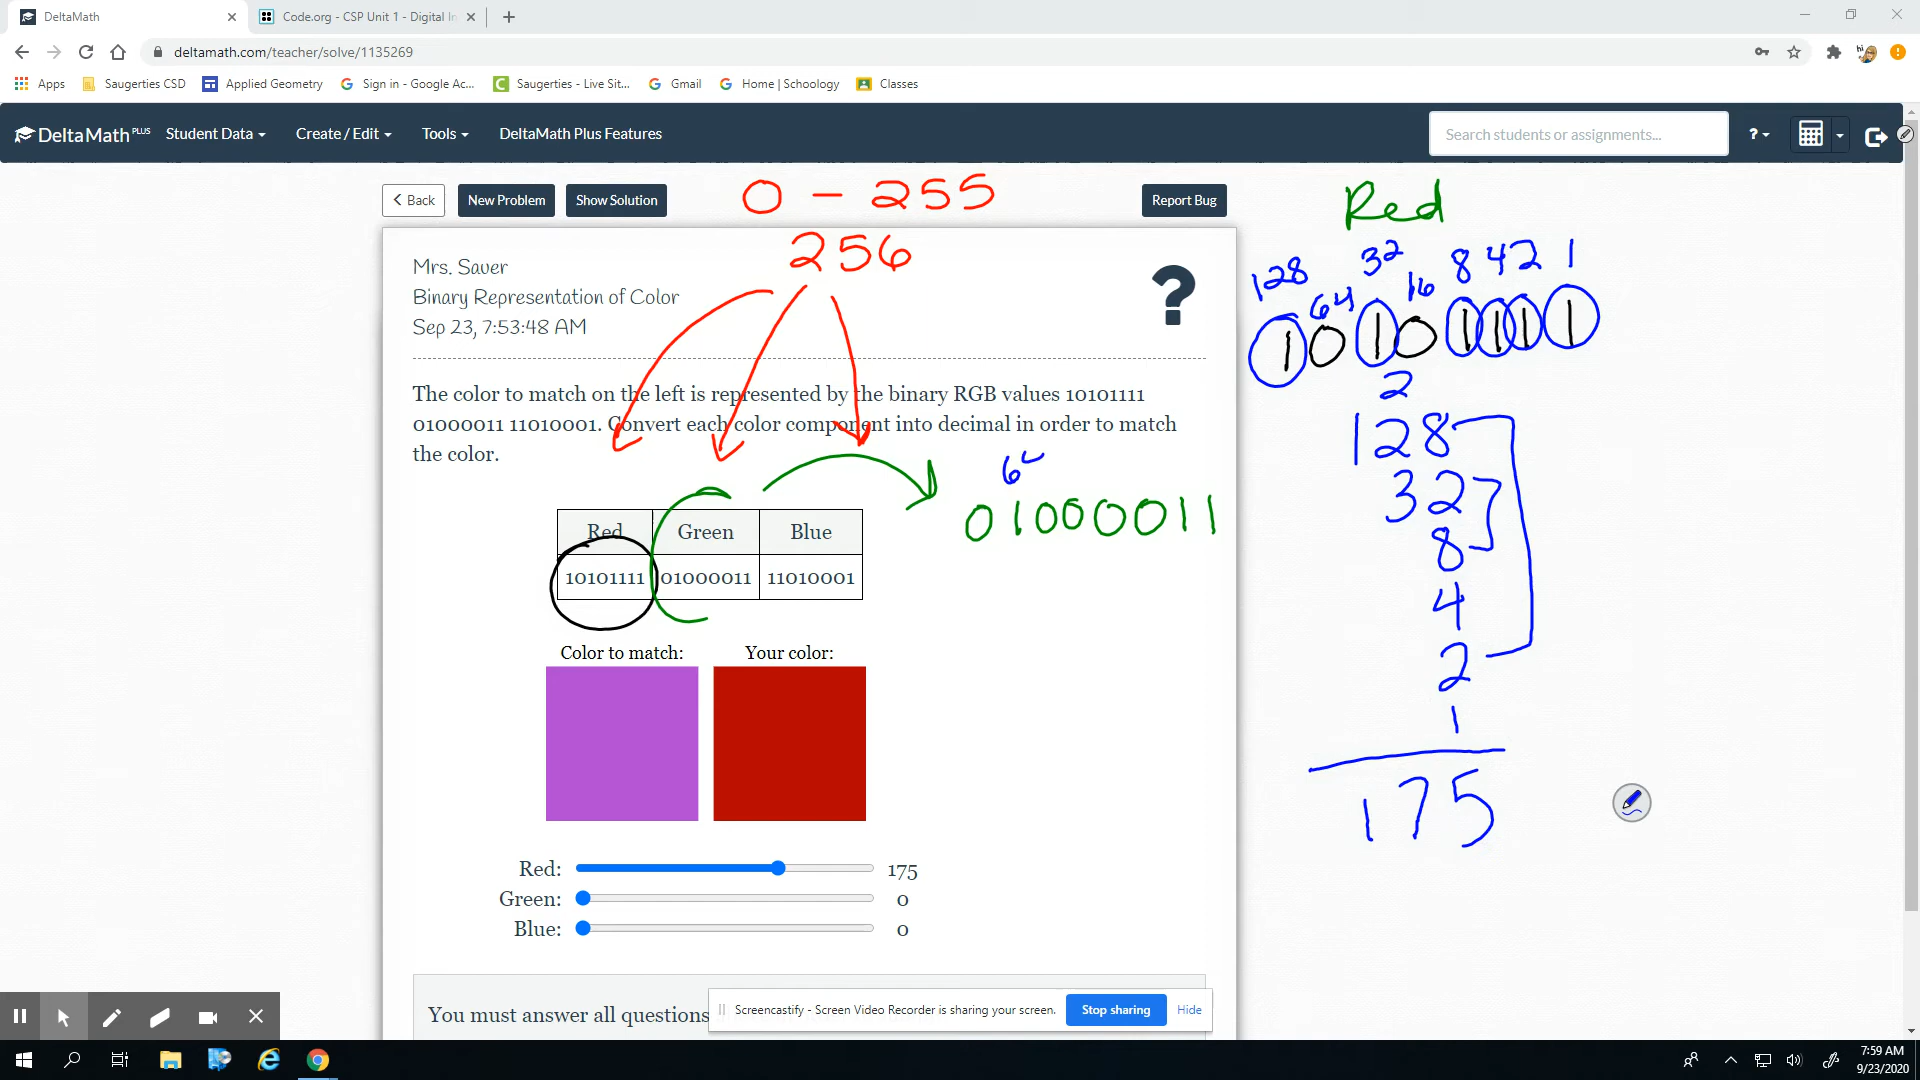 DeltaMath
Code.org - CSP Unit 1 - Digital In
deltamath.com/teacher/solve/1135269
Apps Saugerties CSD Applied Geometry Sign in - Google Ac... Saugerties - Live Sit... Gmail Home | Schoology Classes
DeltaMath PLUS Student Data Create / Edit Tools DeltaMath Plus Features Search students or assignments... ?
Back New Problem Show Solution Report Bug
0 - 255
256
Red
Mrs. Sauer
Binary Representation of Color
Sep 23, 7:53:48 AM
?
128 64 32 16 8 4 2 1
1 0 1 0 1 1 1 1
The color to match on the left is represented by the binary RGB values 10101111
01000011 11010001. Convert each color component into decimal in order to match
the color.
2
128
32
8
4
2
1
175
6
01000011
Red Green Blue
10101111 01000011 11010001
Color to match: Your color:
Red: 175
Green: 0
Blue: 0
You must answer all questions
Screencastify - Screen Video Recorder is sharing your screen. Stop sharing Hide
7:59 AM
9/23/2020